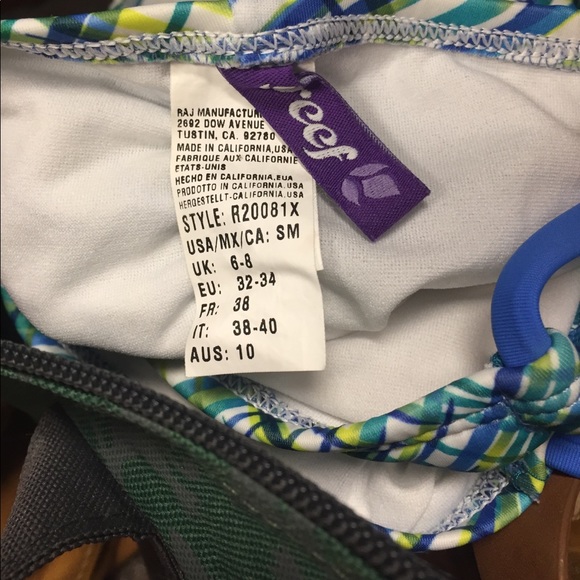 RAJ MANUFACTURI
2692 DOW AVENUE
TUSTIN, CA. 92780
MADE IN CALIFORNIA,USA
FABRIQUE AUX CALIFORNIE
ETATS-UNIS
HECHO EN CALIFORNIA,EUA
PRODOTTO IN CALIFORNIA.USA
HERGESTELLT-CALIFORNIA.USA
STYLE: R20081X
USA/MX/CA: SM
UK: 6-8
EU: 32-34
FR: 38
IT: 38-40
AUS: 10
reef